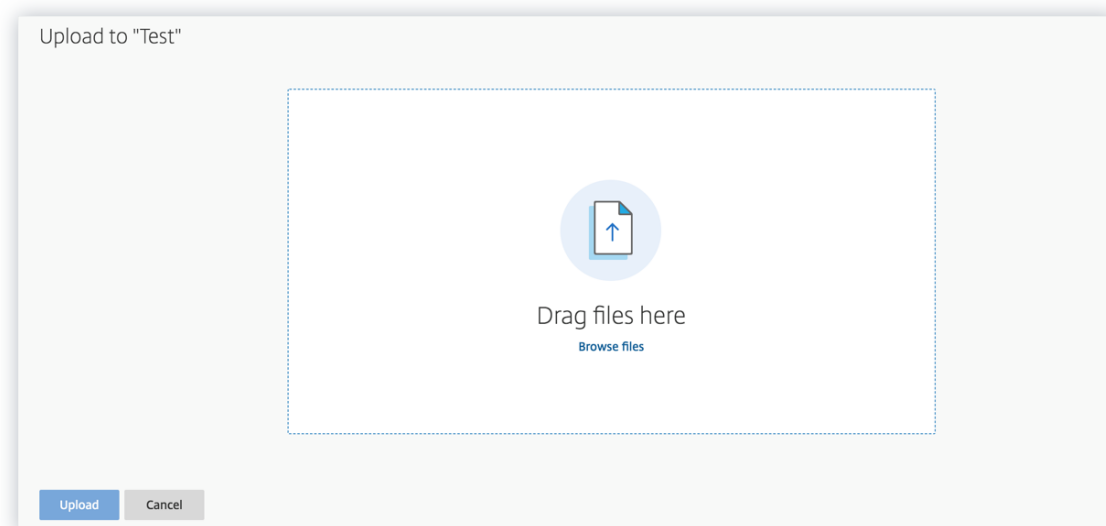 Upload to "Test"
Drag files here
Browse files
Upload
Cancel